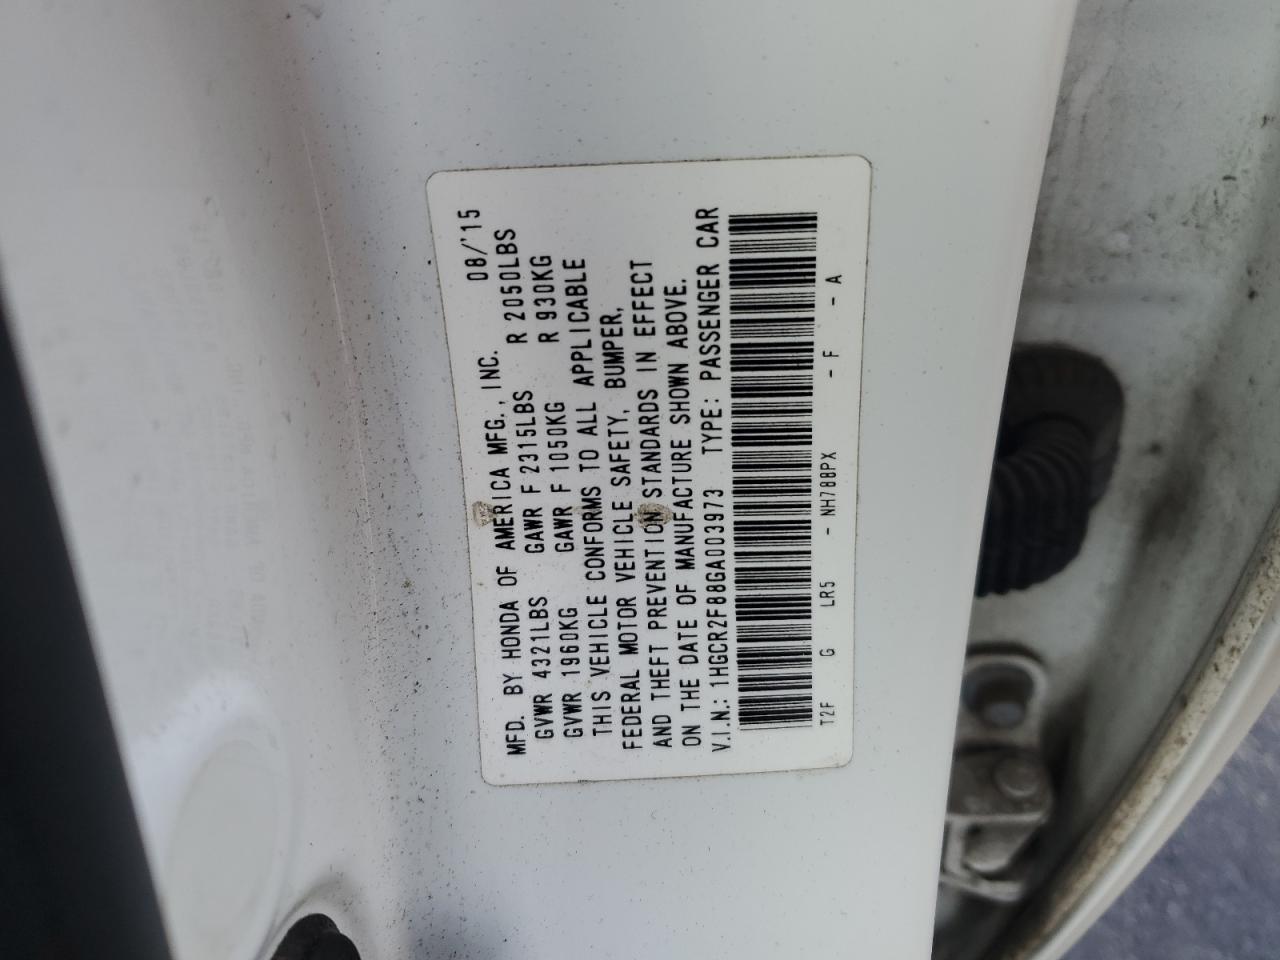 MFD. BY HONDA OF AMERICA MFG., INC. 08/'15
GVWR 4321LBS GAWR F 2315LBS R 2050LBS
GVWR 1960KG GAWR F 1050KG R 930KG
THIS VEHICLE CONFORMS TO ALL APPLICABLE
FEDERAL MOTOR VEHICLE SAFETY, BUMPER,
AND THEFT PREVENTION STANDARDS IN EFFECT
ON THE DATE OF MANUFACTURE SHOWN ABOVE.
V.I.N.: 1HGCR2F88GA003973 TYPE: PASSENGER CAR
T2F G LR5 - NH788PX - F - A